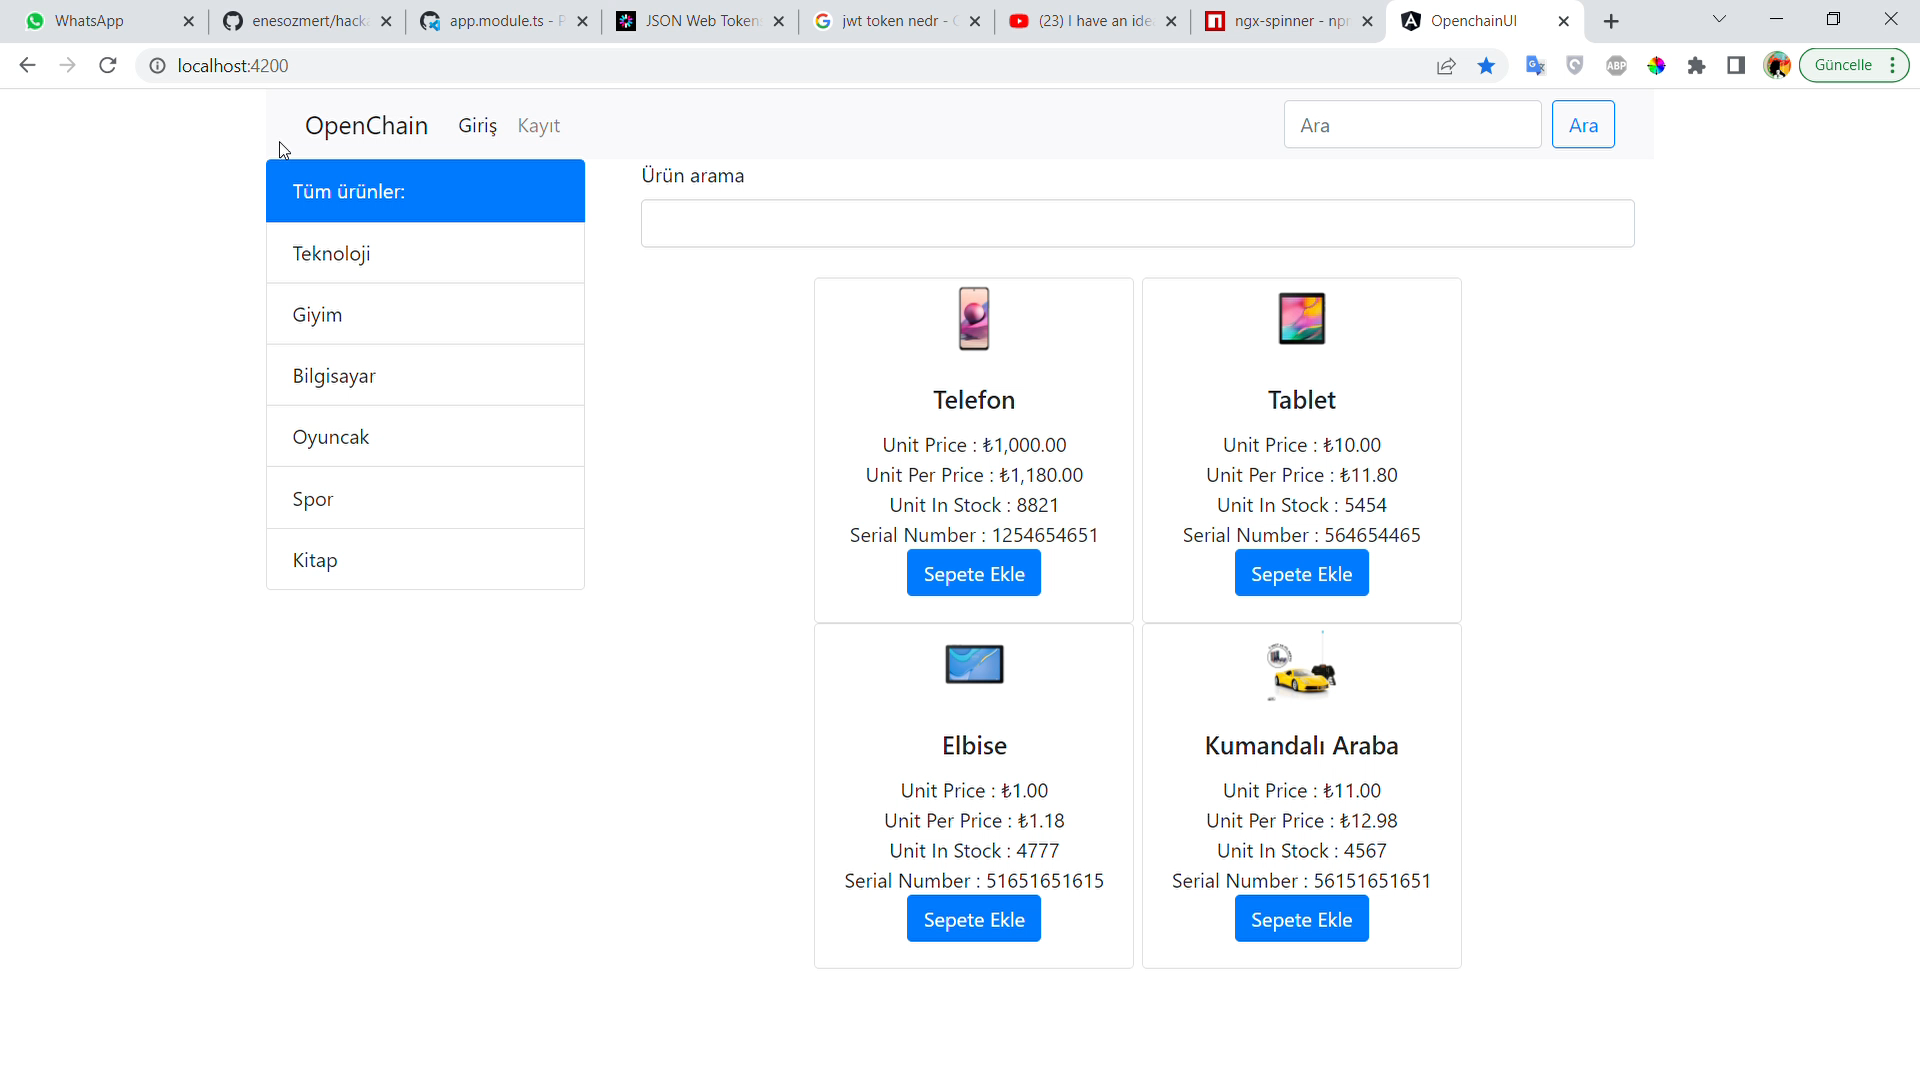 WhatsApp
enesozmert/hack
app.module.ts -
JSON Web Token
jwt token nedr -
(23) I have an ide
ngx-spinner - np
OpenchainUI
localhost:4200
ABP
Güncelle
OpenChain
Giriş
Kayıt
Ara
Ara
Tüm ürünler:
Teknoloji
Giyim
Bilgisayar
Oyuncak
Spor
Kitap
Ürün arama
Telefon
Unit Price : ₺1,000.00
Unit Per Price : ₺1,180.00
Unit In Stock : 8821
Serial Number : 1254654651
Sepete Ekle
Tablet
Unit Price : ₺10.00
Unit Per Price : ₺11.80
Unit In Stock : 5454
Serial Number : 564654465
Sepete Ekle
Elbise
Unit Price : ₺1.00
Unit Per Price : ₺1.18
Unit In Stock : 4777
Serial Number : 51651651615
Sepete Ekle
Kumandalı Araba
Unit Price : ₺11.00
Unit Per Price : ₺12.98
Unit In Stock : 4567
Serial Number : 56151651651
Sepete Ekle